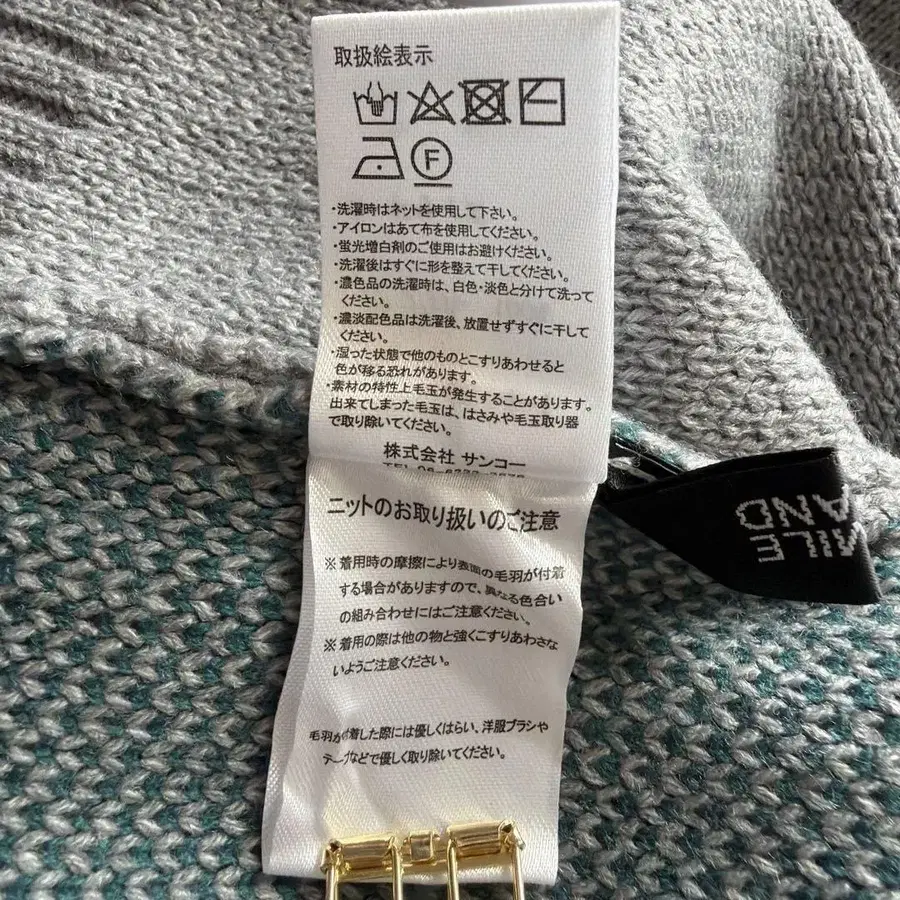 取扱絵表示
F
・洗濯時はネットを使用して下さい。
・アイロンはあて布を使用してください。
・蛍光増白剤のご使用はお避けください。
・洗濯後はすぐに形を整えて干してください。
・濃色品の洗濯時は、白色・淡色と分けて洗って
ください。
・濃淡配色品は洗濯後、放置せずすぐに干して
ください。
・湿った状態で他のものとこすりあわせると
色が移る恐れがあります。
・素材の特性上毛玉が発生することがあります。
出来てしまった毛玉は、はさみや毛玉取り器
で取り除いてください。
株式会社 サンコー
ニットのお取り扱いのご注意
※着用時の摩擦により表面の毛羽が付着
する場合がありますので、異なる色合い
の組み合わせにはご注意ください。
※着用の際は他の物と強くこすりあわさな
いようご注意ください。
毛羽が付着した際には優しくはらい、洋服ブラシや
テープなどで優しく取り除いてください。
MILE
AND